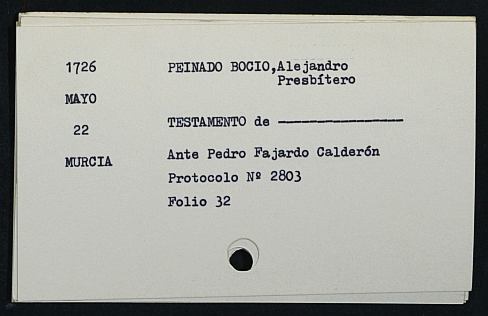 1726
PEINADO BOCIO,Alejandro
Presbítero
MAYO
22
TESTAMENTO de ----------------
MURCIA
Ante Pedro Fajardo Calderón
Protocolo Nº 2803
Folio 32